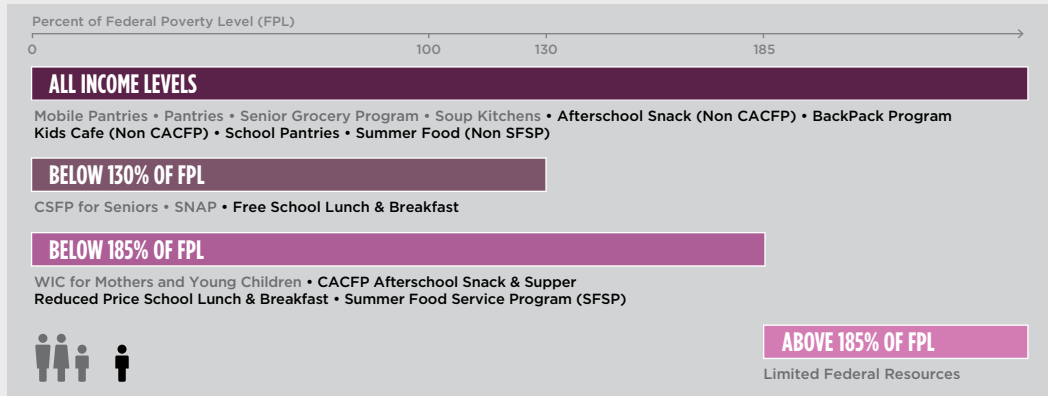 Percent of Federal Poverty Level (FPL)
0 100 130 185
ALL INCOME LEVELS
Mobile Pantries • Pantries • Senior Grocery Program • Soup Kitchens • Afterschool Snack (Non CACFP) • BackPack Program
Kids Cafe (Non CACFP) • School Pantries • Summer Food (Non SFSP)
BELOW 130% OF FPL
CSFP for Seniors • SNAP • Free School Lunch & Breakfast
BELOW 185% OF FPL
WIC for Mothers and Young Children • CACFP Afterschool Snack & Supper
Reduced Price School Lunch & Breakfast • Summer Food Service Program (SFSP)
ABOVE 185% OF FPL
Limited Federal Resources